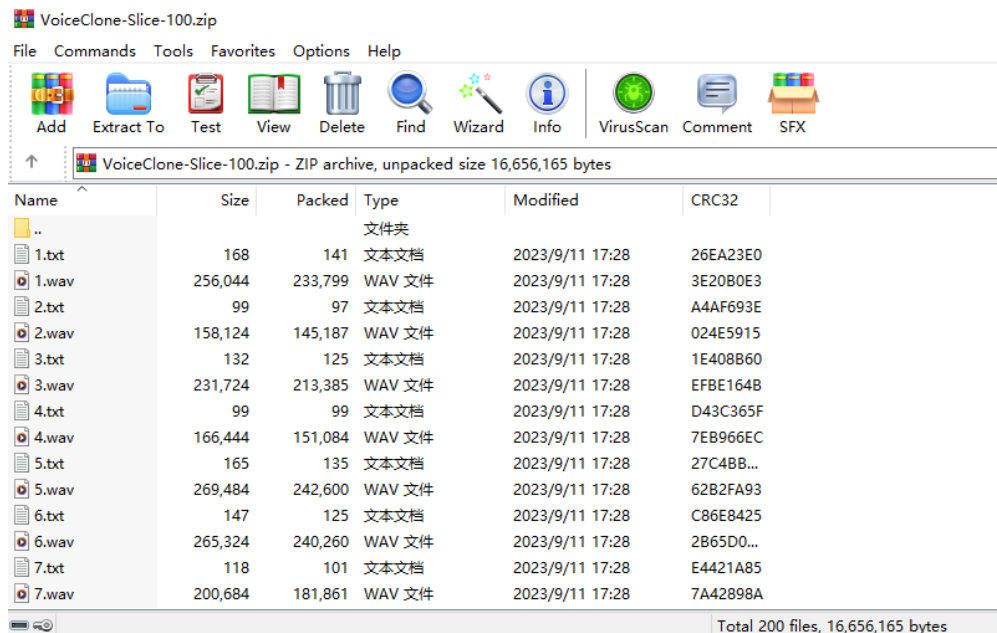 VoiceClone-Slice-100.zip
File Commands Tools Favorites Options Help
Add Extract To Test View Delete Find Wizard Info VirusScan Comment SFX
VoiceClone-Slice-100.zip - ZIP archive, unpacked size 16,656,165 bytes
Name Size Packed Type Modified CRC32
.. 文件夹
1.txt 168 141 文本文档 2023/9/11 17:28 26EA23E0
1.wav 256,044 233,799 WAV 文件 2023/9/11 17:28 3E20B0E3
2.txt 99 97 文本文档 2023/9/11 17:28 A4AF693E
2.wav 158,124 145,187 WAV 文件 2023/9/11 17:28 024E5915
3.txt 132 125 文本文档 2023/9/11 17:28 1E408B60
3.wav 231,724 213,385 WAV 文件 2023/9/11 17:28 EFBE164B
4.txt 99 99 文本文档 2023/9/11 17:28 D43C365F
4.wav 166,444 151,084 WAV 文件 2023/9/11 17:28 7EB966EC
5.txt 165 135 文本文档 2023/9/11 17:28 27C4BB...
5.wav 269,484 242,600 WAV 文件 2023/9/11 17:28 62B2FA93
6.txt 147 125 文本文档 2023/9/11 17:28 C86E8425
6.wav 265,324 240,260 WAV 文件 2023/9/11 17:28 2B65D0...
7.txt 118 101 文本文档 2023/9/11 17:28 E4421A85
7.wav 200,684 181,861 WAV 文件 2023/9/11 17:28 7A42898A
Total 200 files, 16,656,165 bytes